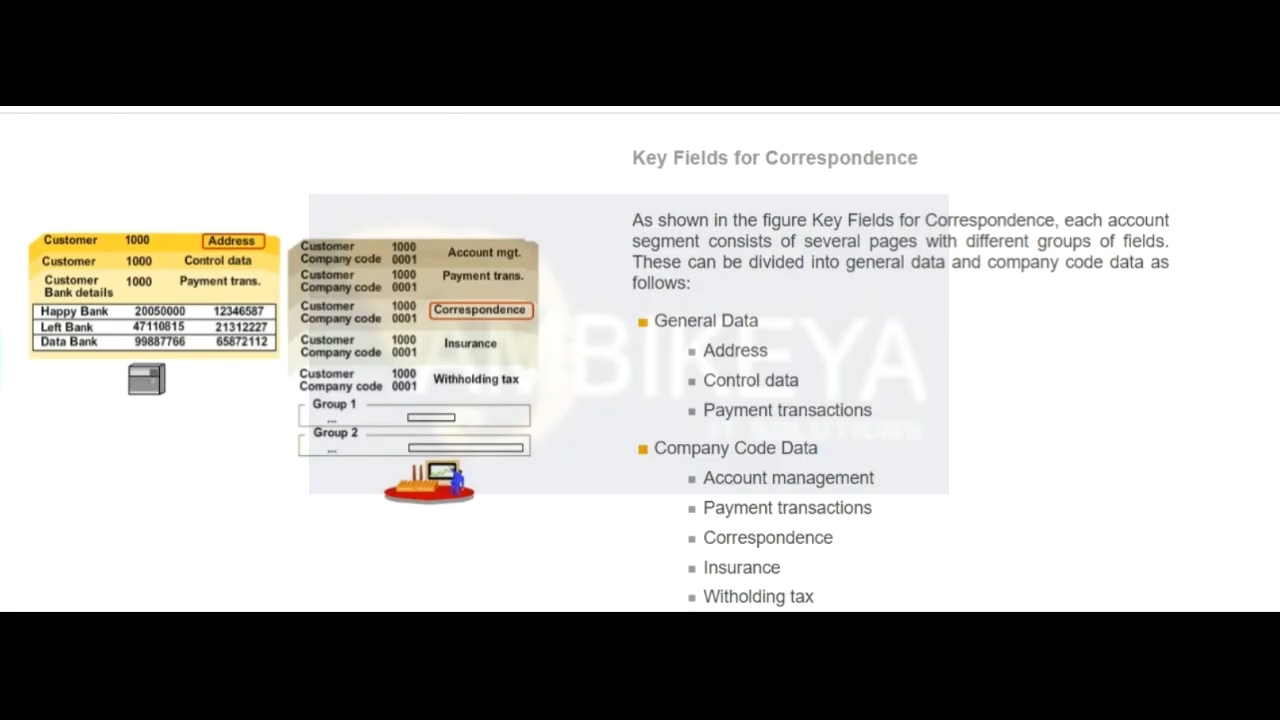 Key Fields for Correspondence
As shown in the figure Key Fields for Correspondence, each account
segment consists of several pages with different groups of fields.
These can be divided into general data and company code data as
follows:
General Data
Address
Control data
Payment transactions
Company Code Data
Account management
Payment transactions
Correspondence
Insurance
Witholding tax
Customer 1000 Address
Customer 1000 Control data
Customer 1000 Payment trans.
Bank details
Happy Bank 20050000 12346587
Left Bank 47110815 21312227
Data Bank 99887766 65872112
Customer 1000 Account mgt.
Company code 0001
Customer 1000 Payment trans.
Company code 0001
Customer 1000 Correspondence
Company code 0001
Customer 1000 Insurance
Company code 0001
Customer 1000 Withholding tax
Company code 0001
Group 1
...
Group 2
...
AMBIKEYA
IT SOLUTIONS